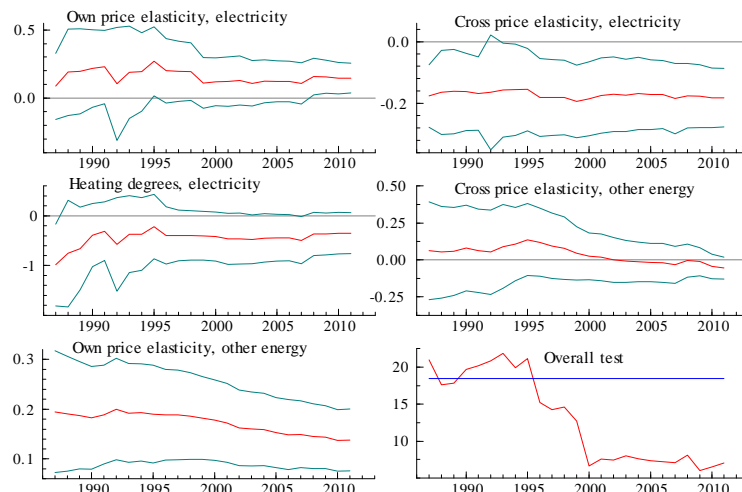 Own price elasticity, electricity
0.5
0.0
1990 1995 2000 2005 2010
Cross price elasticity, electricity
0.0
-0.2
1990 1995 2000 2005 2010
Heating degrees, electricity
0
-1
1990 1995 2000 2005 2010
Cross price elasticity, other energy
0.50
0.25
0.00
-0.25
1990 1995 2000 2005 2010
Own price elasticity, other energy
0.3
0.2
0.1
1990 1995 2000 2005 2010
Overall test
20
15
10
1990 1995 2000 2005 2010